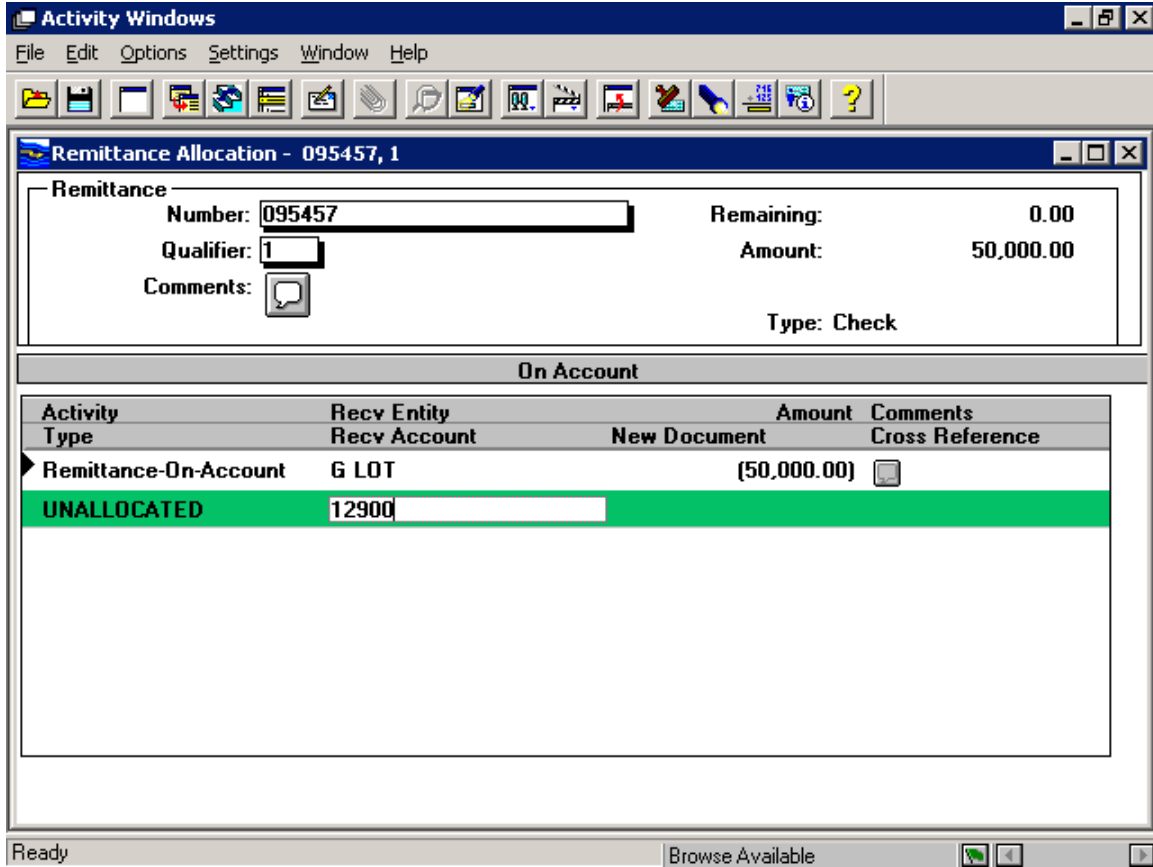 Activity Windows
File Edit Options Settings Window Help
Remittance Allocation - 095457, 1
Remittance
Number: 095457 Remaining: 0.00
Qualifier: 1 Amount: 50,000.00
Comments:
Type: Check
On Account
Activity Recv Entity Amount Comments
Type Recv Account New Document Cross Reference
Remittance-On-Account G LOT (50,000.00)
UNALLOCATED 12900
Ready Browse Available